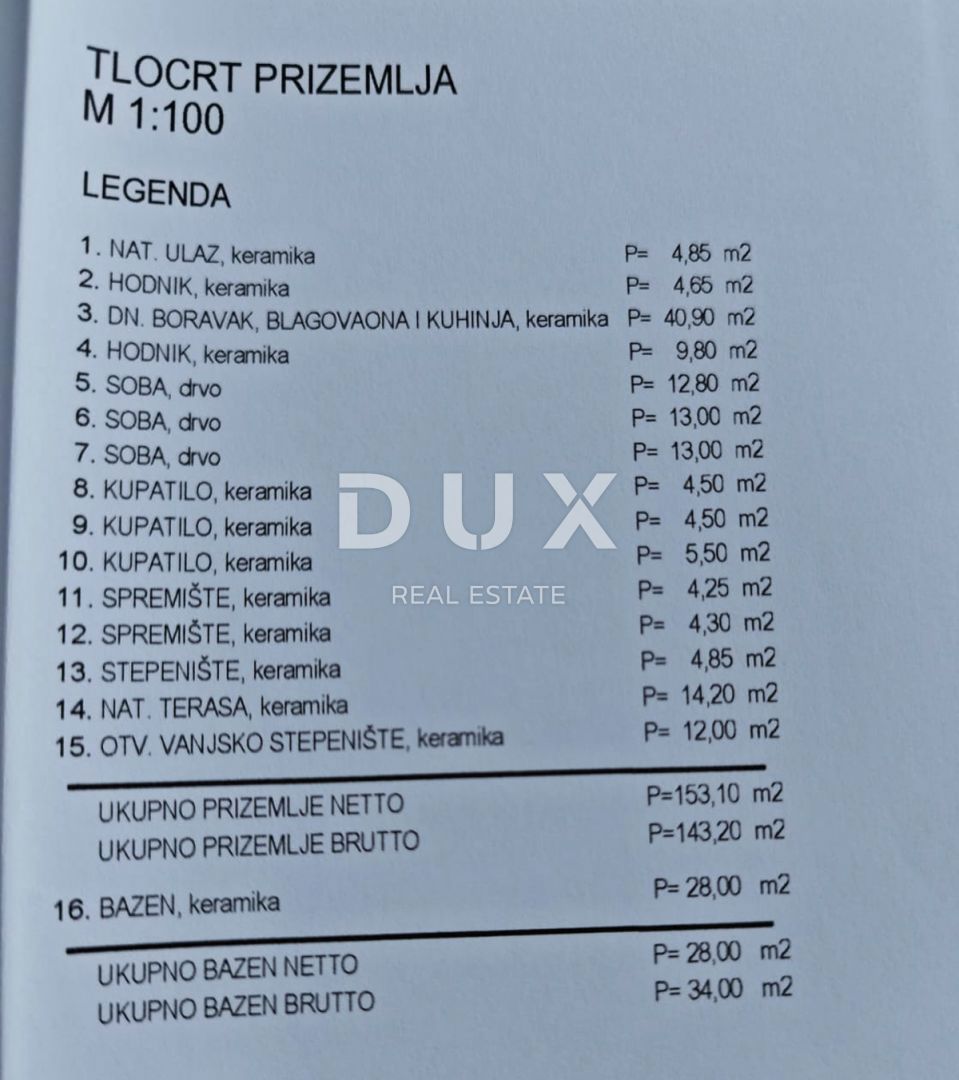 TLOCRT PRIZEMLJA
M 1:100
LEGENDA
1. NAT. ULAZ, keramika P= 4,85 m2
2. HODNIK, keramika P= 4,65 m2
3. DN. BORAVAK, BLAGOVAONA I KUHINJA, keramika P= 40,90 m2
4. HODNIK, keramika P= 9,80 m2
5. SOBA, drvo P= 12,80 m2
6. SOBA, drvo P= 13,00 m2
7. SOBA, drvo P= 13,00 m2
8. KUPATILO, keramika P= 4,50 m2
9. KUPATILO, keramika P= 4,50 m2
10. KUPATILO, keramika P= 5,50 m2
11. SPREMIŠTE, keramika P= 4,25 m2
12. SPREMIŠTE, keramika P= 4,30 m2
13. STEPENIŠTE, keramika P= 4,85 m2
14. NAT. TERASA, keramika P= 14,20 m2
15. OTV. VANJSKO STEPENIŠTE, keramika P= 12,00 m2
UKUPNO PRIZEMLJE NETTO P=153,10 m2
UKUPNO PRIZEMLJE BRUTTO P=143,20 m2
16. BAZEN, keramika P= 28,00 m2
UKUPNO BAZEN NETTO P= 28,00 m2
UKUPNO BAZEN BRUTTO P= 34,00 m2
DUX
REAL ESTATE